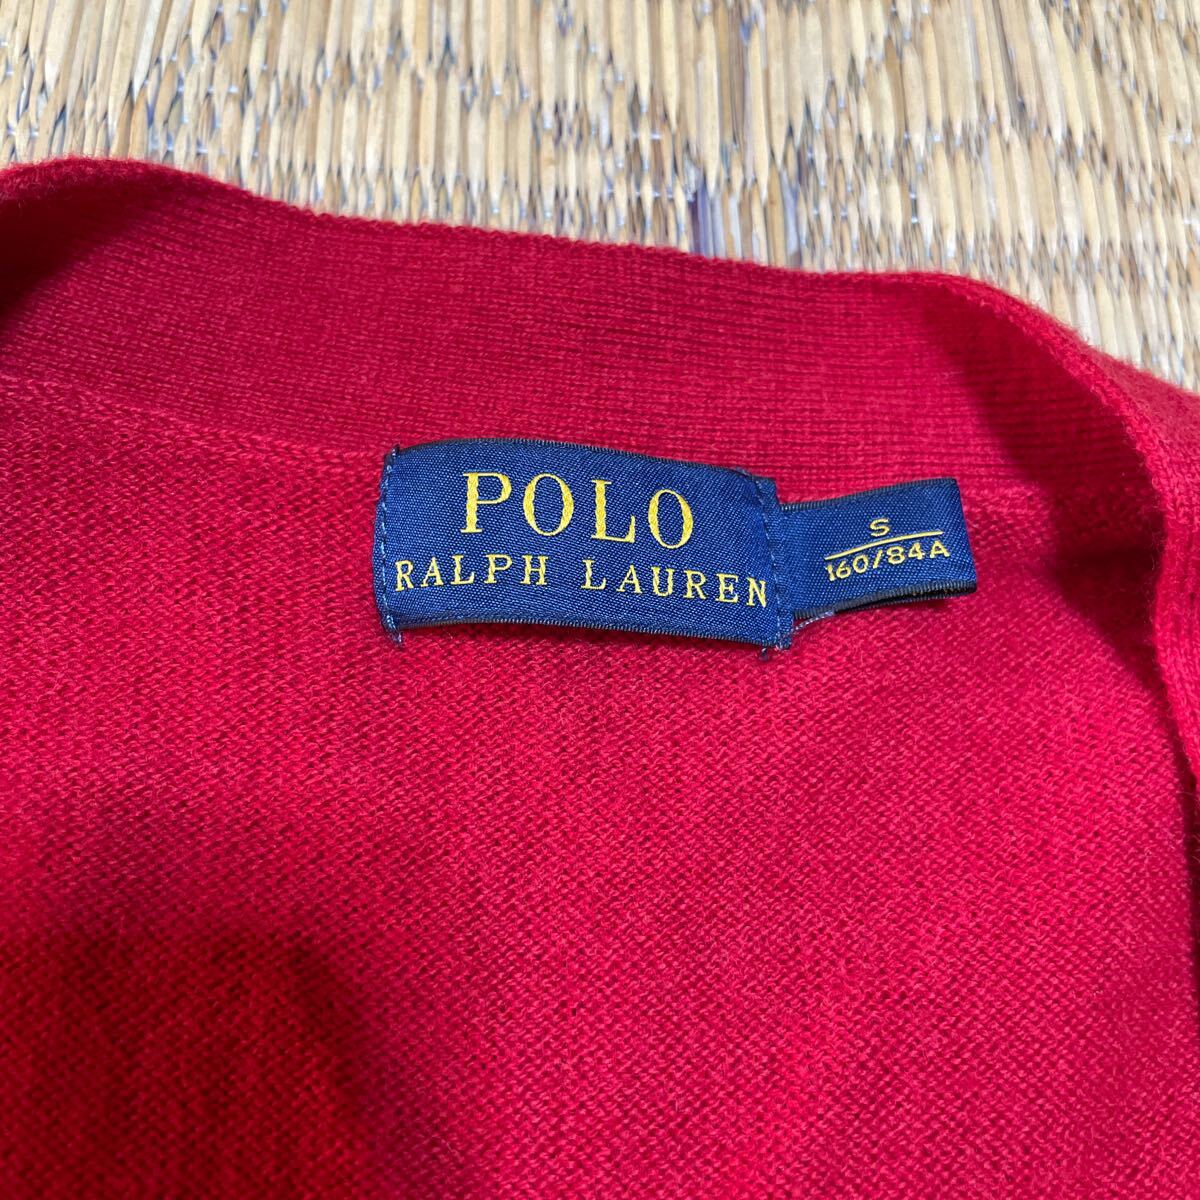 POLO
RALPH LAUREN
S
160/84A